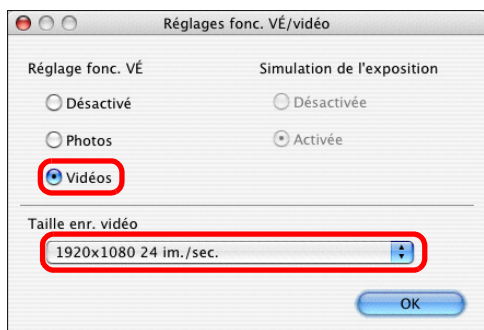 Réglages fonc. VÉ/vidéo
Réglage fonc. VÉ
Simulation de l'exposition
Désactivé
Désactivée
Photos
Activée
Vidéos
Taille enr. vidéo
1920x1080 24 im./sec.
OK